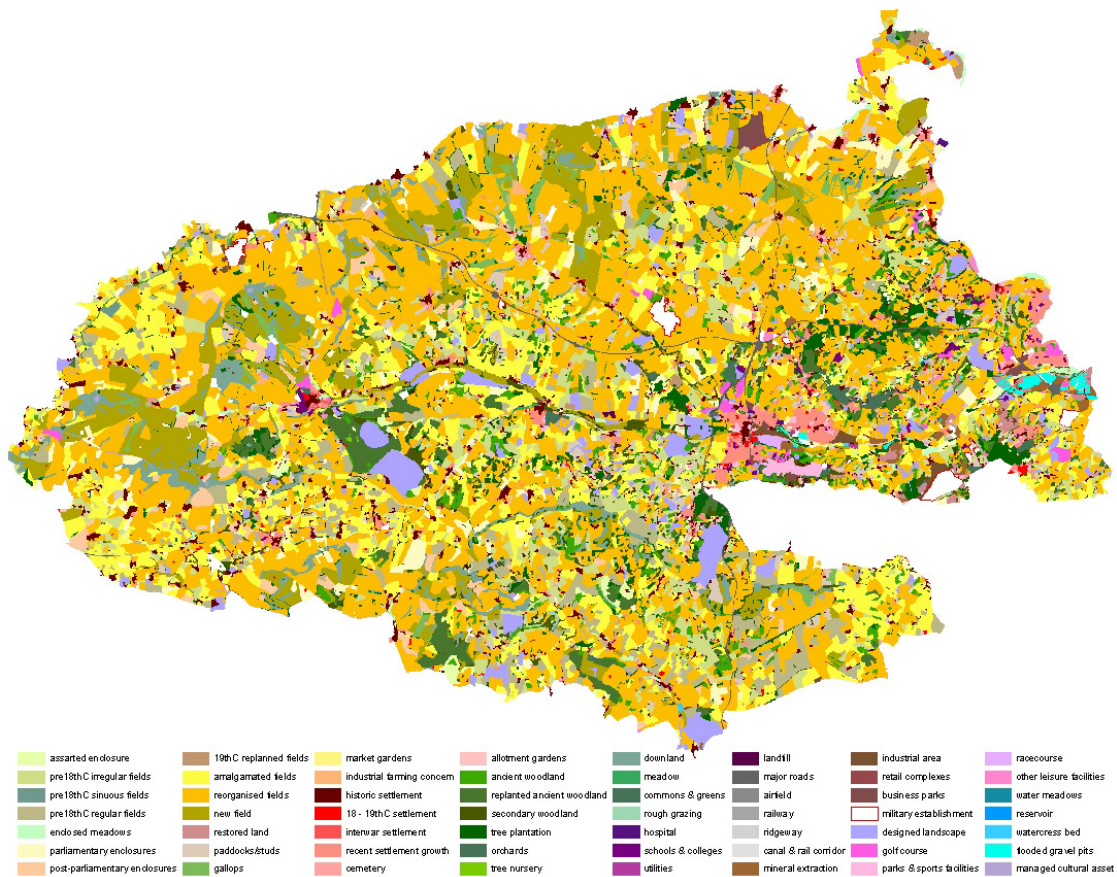 assarted enclosure
pre18thC irregular fields
pre18thC sinuous fields
pre18thC regular fields
enclosed meadows
parliamentary enclosures
post-parliamentary enclosures
19thC replanned fields
amalgamated fields
reorganised fields
new field
restored land
paddocks/studs
gallops
market gardens
industrial farming concern
historic settlement
18 - 19thC settlement
interwar settlement
recent settlement growth
cemetery
allotment gardens
ancient woodland
replanted ancient woodland
secondary woodland
tree plantation
orchards
tree nursery
downland
meadow
commons & greens
rough grazing
hospital
schools & colleges
utilities
landfill
major roads
airfield
railway
ridgeway
canal & rail corridor
mineral extraction
industrial area
retail complexes
business parks
military establishment
designed landscape
golf course
parks & sports facilities
racecourse
other leisure facilities
water meadows
reservoir
watercress bed
flooded gravel pits
managed cultural asset